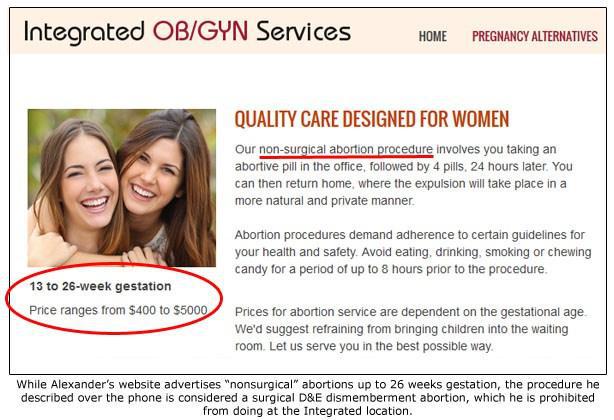 Integrated OB/GYN Services
HOME PREGNANCY ALTERNATIVES
QUALITY CARE DESIGNED FOR WOMEN
Our non-surgical abortion procedure involves you taking an
abortive pill in the office, followed by 4 pills, 24 hours later. You
can then return home, where the expulsion will take place in a
more natural and private manner.
Abortion procedures demand adherence to certain guidelines for
your health and safety. Avoid eating, drinking, smoking or chewing
candy for a period of up to 8 hours prior to the procedure.
13 to 26-week gestation
Price ranges from $400 to $5000
Prices for abortion service are dependent on the gestational age.
We'd suggest refraining from bringing children into the waiting
room. Let us serve you in the best possible way.
While Alexander's website advertises "nonsurgical" abortions up to 26 weeks gestation, the procedure he
described over the phone is considered a surgical D&E dismemberment abortion, which he is prohibited
from doing at the Integrated location.